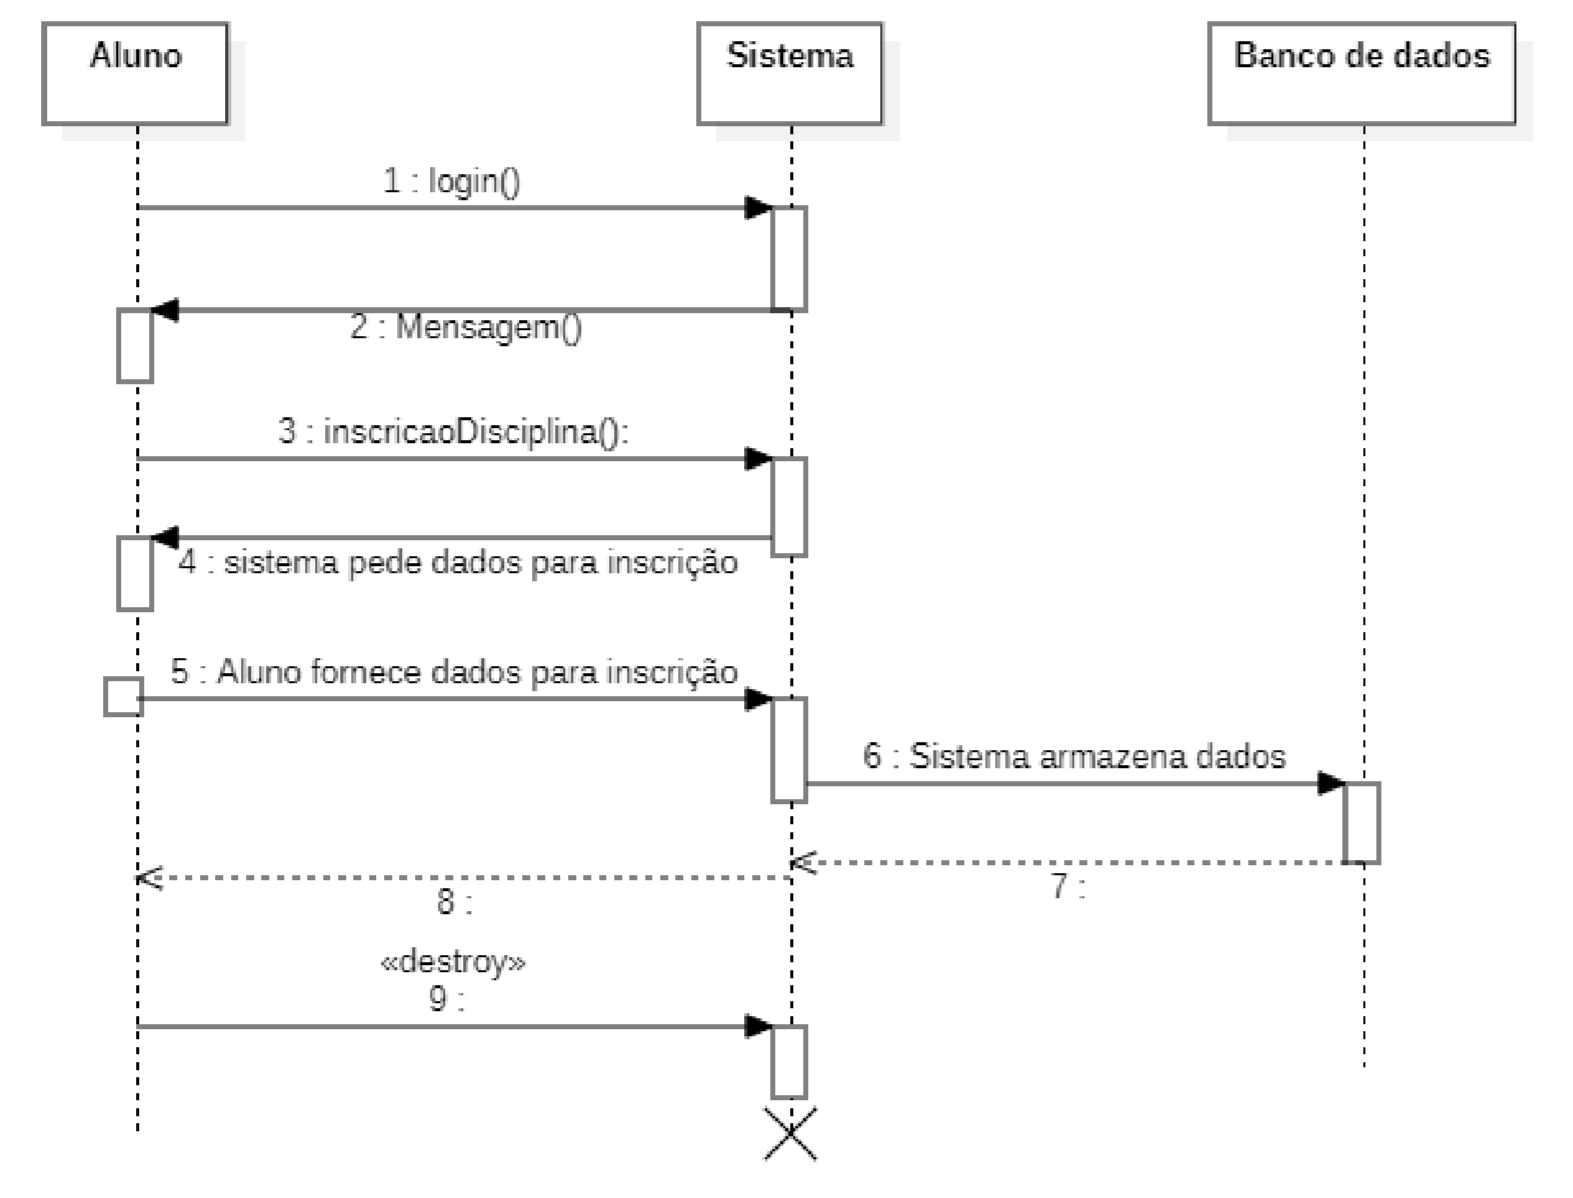 Aluno
Sistema
Banco de dados
1 : login()
2 : Mensagem()
3 : inscricaoDisciplina():
4 : sistema pede dados para inscrição
5 : Aluno fornece dados para inscrição
6 : Sistema armazena dados
7 :
8 :
«destroy»
9 :